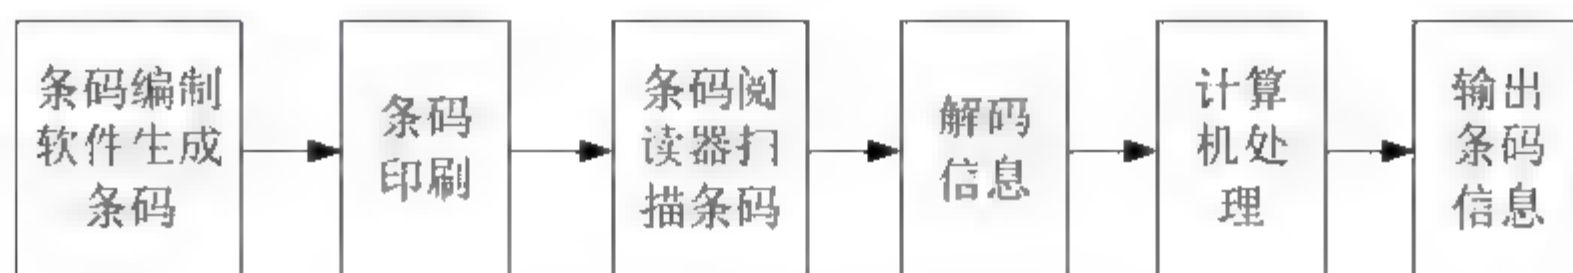 条码编制
软件生成
条码
条码
印刷
条码阅
读器扫
描条码
解码
信息
计算
机处
理
输出
条码
信息